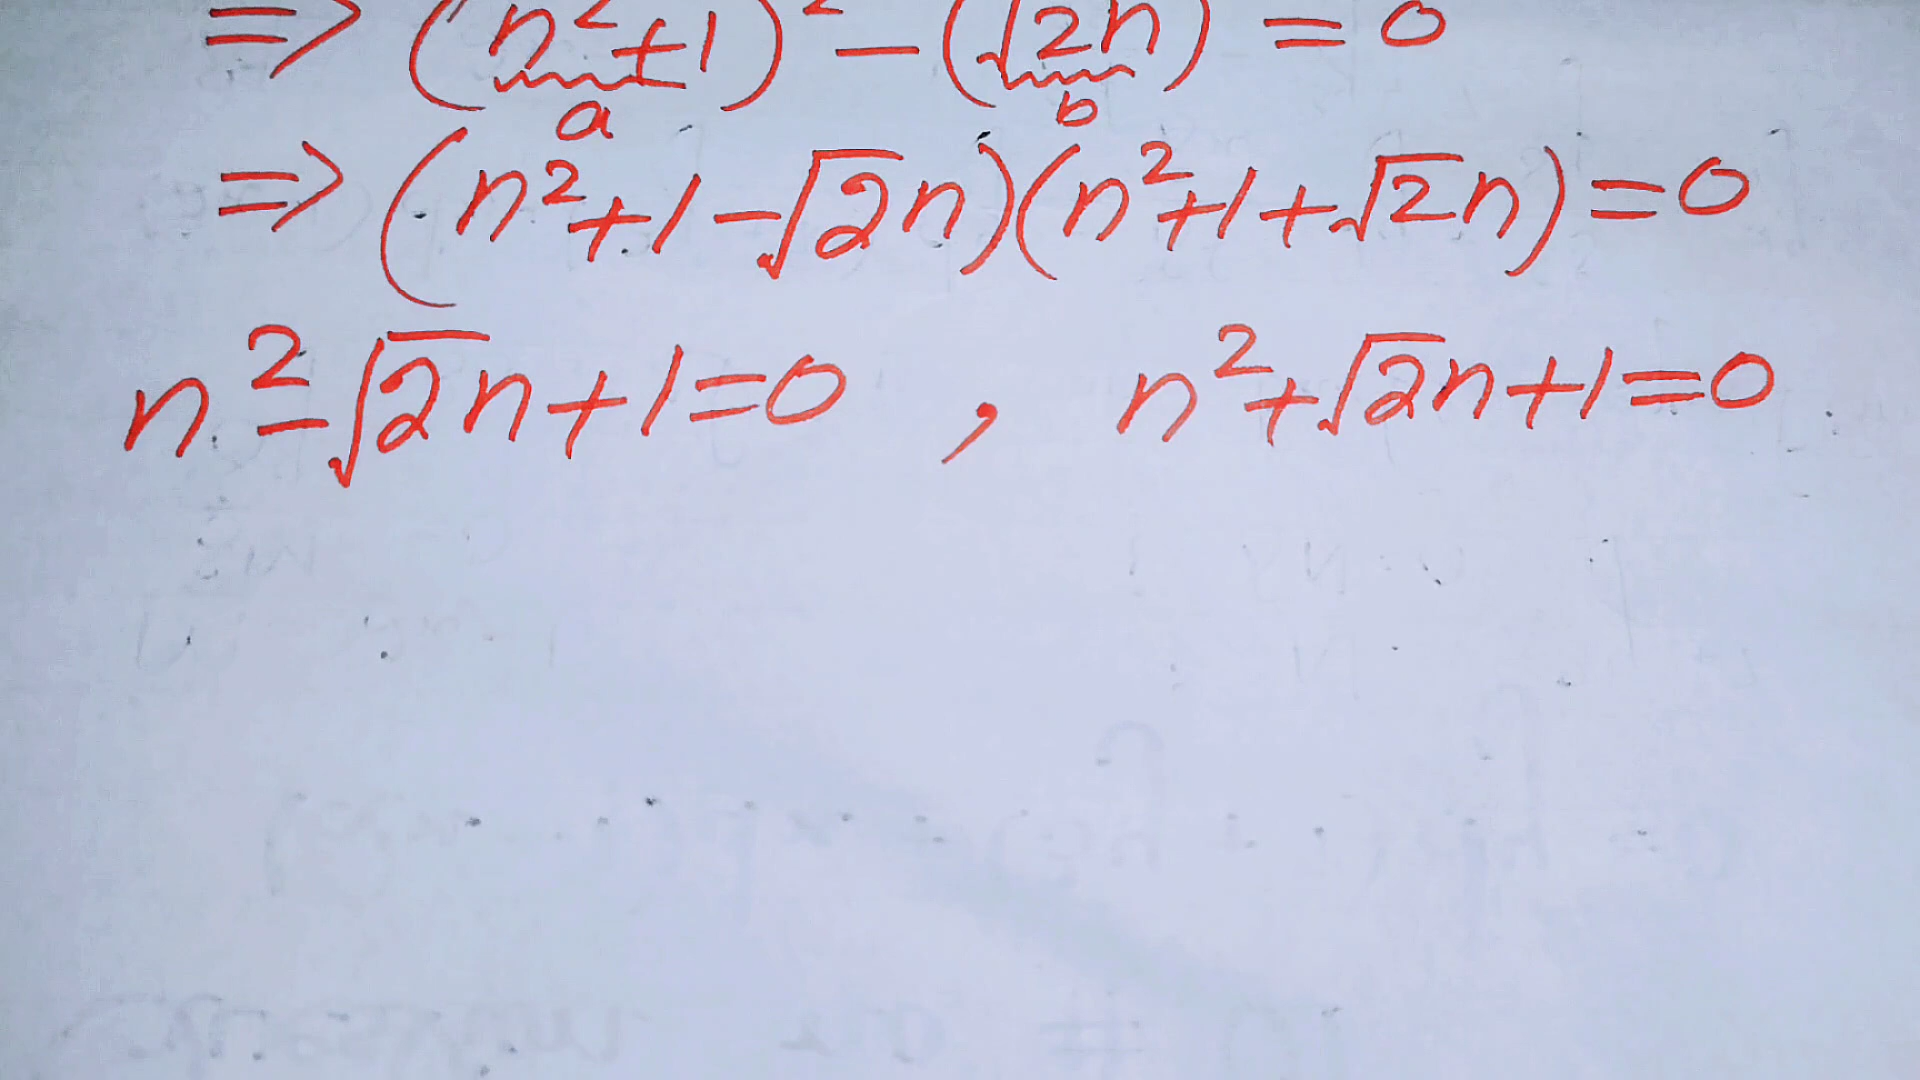 => (n²+1)² - (√2n) = 0
a b
=> (n²+1-√2n)(n²+1+√2n)=0
n²-√2n+1=0 , n²+√2n+1=0